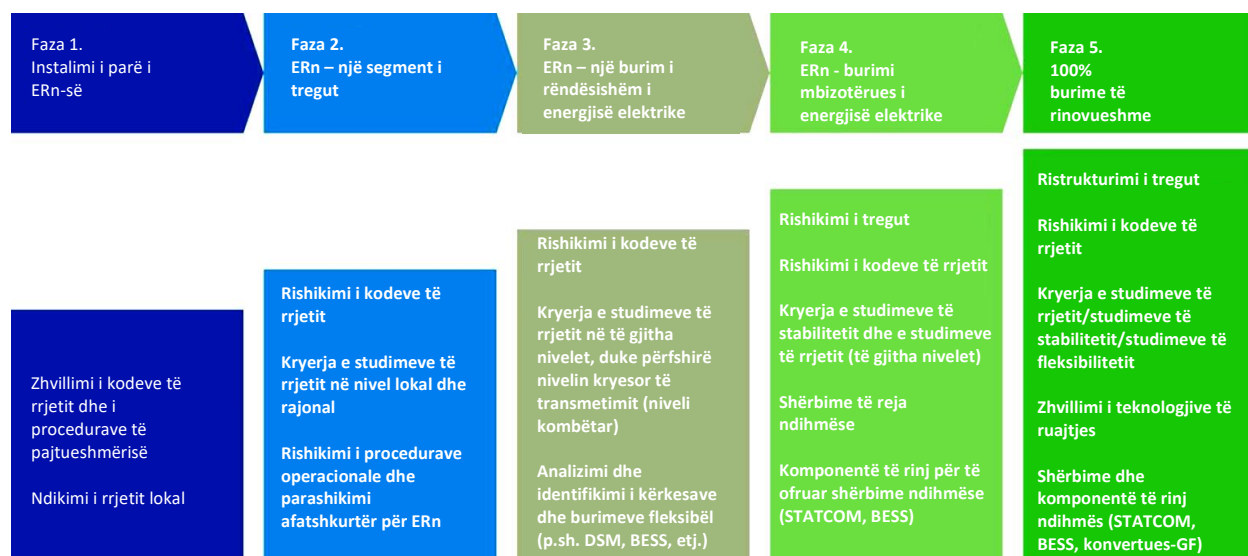 Faza 1.
Instalimi i parë i
ERn-së
Faza 2.
ERn – një segment i
tregut
Faza 3.
ERn – një burim i
rëndësishëm i
energjisë elektrike
Faza 4.
ERn - burimi
mbizotërues i
energjisë elektrike
Faza 5.
100%
burime të
rinovueshme
Zhvillimi i kodeve të
rrjetit dhe i
procedurave të
pajtueshmërisë
Ndikimi i rrjetit lokal
Rishikimi i kodeve të
rrjetit
Kryerja e studimeve të
rrjetit në nivel lokal dhe
rajonal
Rishikimi i procedurave
operacionale dhe
parashikimi
afatshkurtër për ERn
Rishikimi i kodeve të
rrjetit
Kryerja e studimeve të
rrjetit në të gjitha
nivelet, duke përfshirë
nivelin kryesor të
transmetimit (niveli
kombëtar)
Analizimi dhe
identifikimi i kërkesave
dhe burimeve fleksibël
(p.sh. DSM, BESS, etj.)
Rishikimi i tregut
Rishikimi i kodeve të rrjetit
Kryerja e studimeve të
stabilitetit dhe e studimeve
të rrjetit (të gjitha nivelet)
Shërbime të reja
ndihmëse
Komponentë të rinj për të
ofruar shërbime ndihmëse
(STATCOM, BESS)
Ristrukturimi i tregut
Rishikimi i kodeve të
rrjetit
Kryerja e studimeve të
rrjetit/studimeve të
stabilitetit/studimeve të
fleksibilitetit
Zhvillimi i teknologjive të
ruajtjes
Shërbime dhe
komponentë të rinj
ndihmës (STATCOM,
BESS, konvertues-GF)